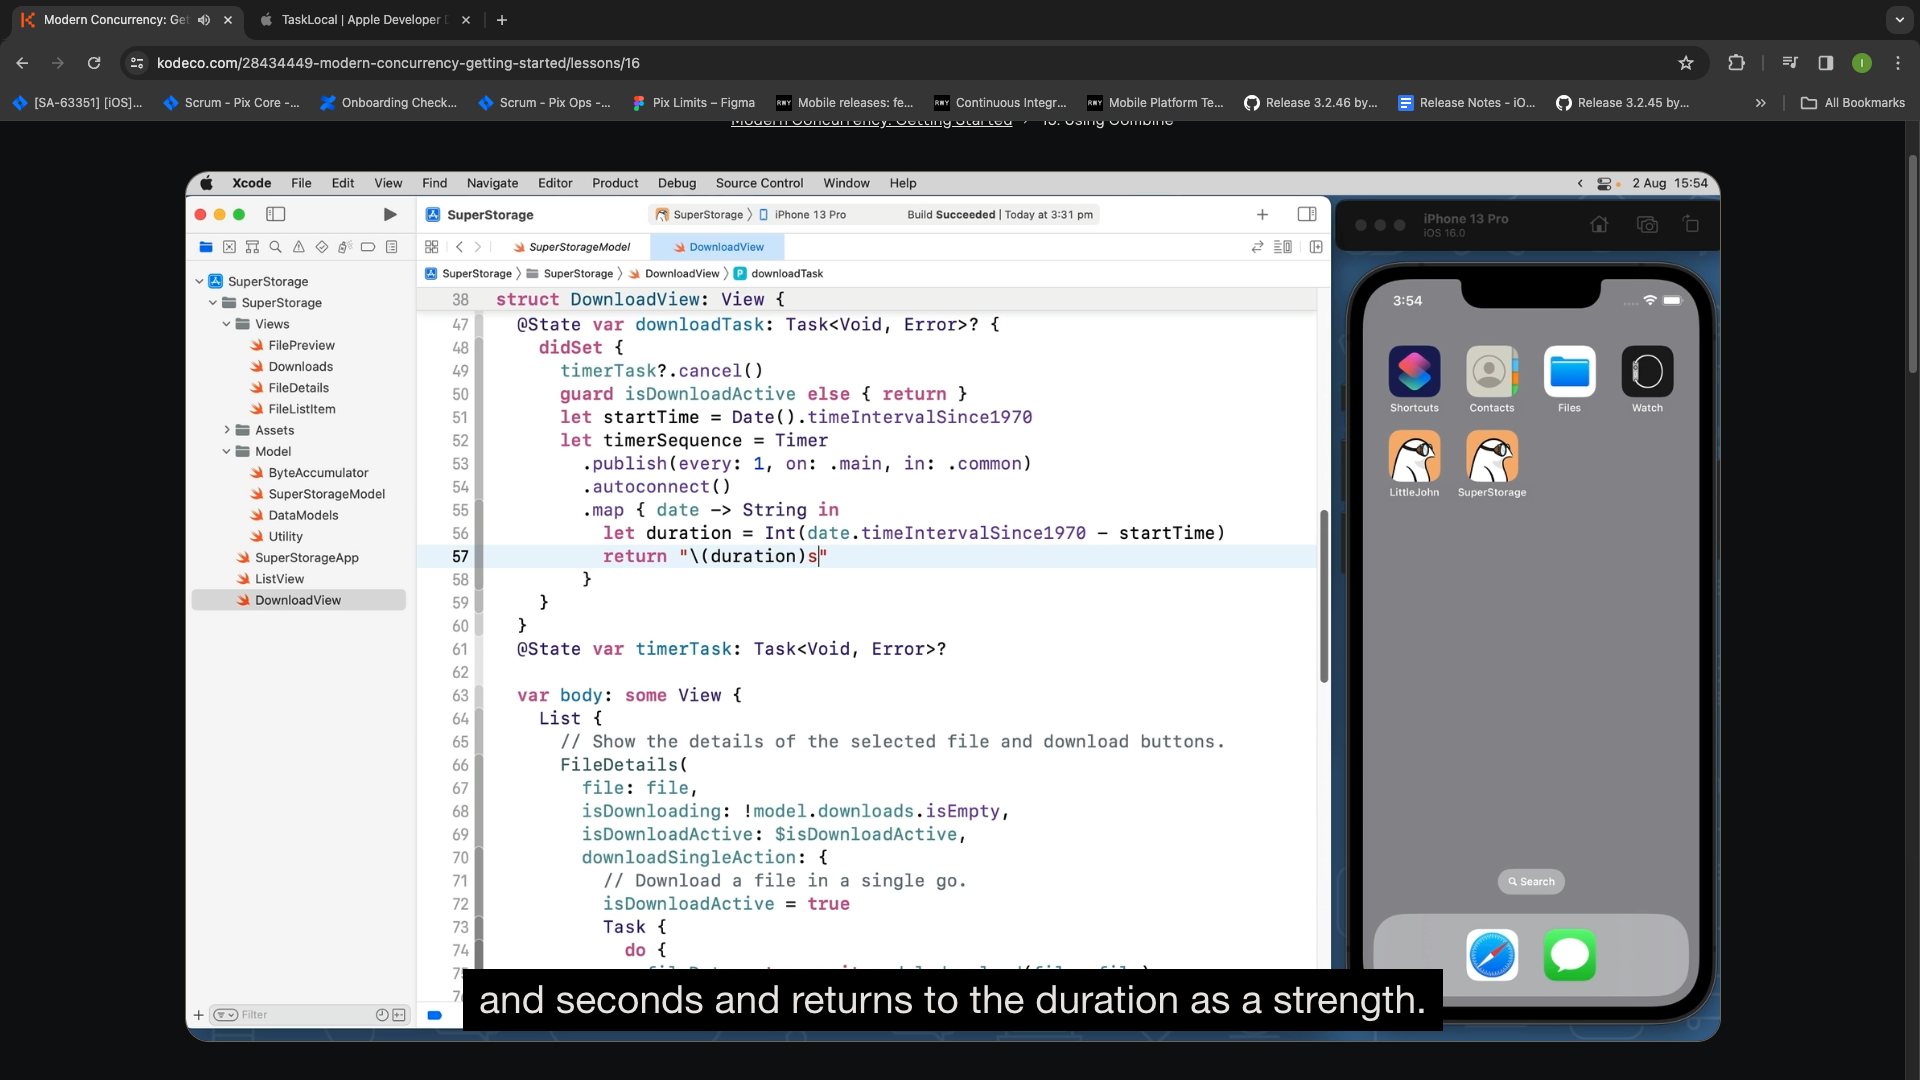 Modern Concurrency: Get
TaskLocal | Apple Developer D
kodeco.com/28434449-modern-concurrency-getting-started/lessons/16
I
[SA-63351] [iOS]...
Scrum - Pix Core -...
Onboarding Check...
Scrum - Pix Ops -...
Pix Limits – Figma
RWY
Mobile releases: fe...
RWY
Continuous Integr...
RWY
Mobile Platform Te...
Release 3.2.46 by...
Release Notes - iO...
Release 3.2.45 by...
All Bookmarks
Modern Concurrency: Getting Started › 15. Using Combine
Xcode File Edit View Find Navigate Editor Product Debug Source Control Window Help
2 Aug 15:54
SuperStorage
SuperStorage
iPhone 13 Pro
Build Succeeded | Today at 3:31 pm
SuperStorageModel
DownloadView
SuperStorage
SuperStorage
DownloadView
P downloadTask
SuperStorage
SuperStorage
Views
FilePreview
Downloads
FileDetails
FileListItem
Assets
Model
ByteAccumulator
SuperStorageModel
DataModels
Utility
SuperStorageApp
ListView
DownloadView
Filter
38 struct DownloadView: View {
47 @State var downloadTask: Task<Void, Error>? {
48 didSet {
49 timerTask?.cancel()
50 guard isDownloadActive else { return }
51 let startTime = Date().timeIntervalSince1970
52 let timerSequence = Timer
53 .publish(every: 1, on: .main, in: .common)
54 .autoconnect()
55 .map { date -> String in
56 let duration = Int(date.timeIntervalSince1970 - startTime)
57 return "\(duration)s"
58 }
59 }
60 }
61 @State var timerTask: Task<Void, Error>?
62
63 var body: some View {
64 List {
65 // Show the details of the selected file and download buttons.
66 FileDetails(
67 file: file,
68 isDownloading: !model.downloads.isEmpty,
69 isDownloadActive: $isDownloadActive,
70 downloadSingleAction: {
71 // Download a file in a single go.
72 isDownloadActive = true
73 Task {
74 do {
and seconds and returns to the duration as a strength.
iPhone 13 Pro
iOS 16.0
3:54
Shortcuts
Contacts
Files
Watch
LittleJohn
SuperStorage
Search